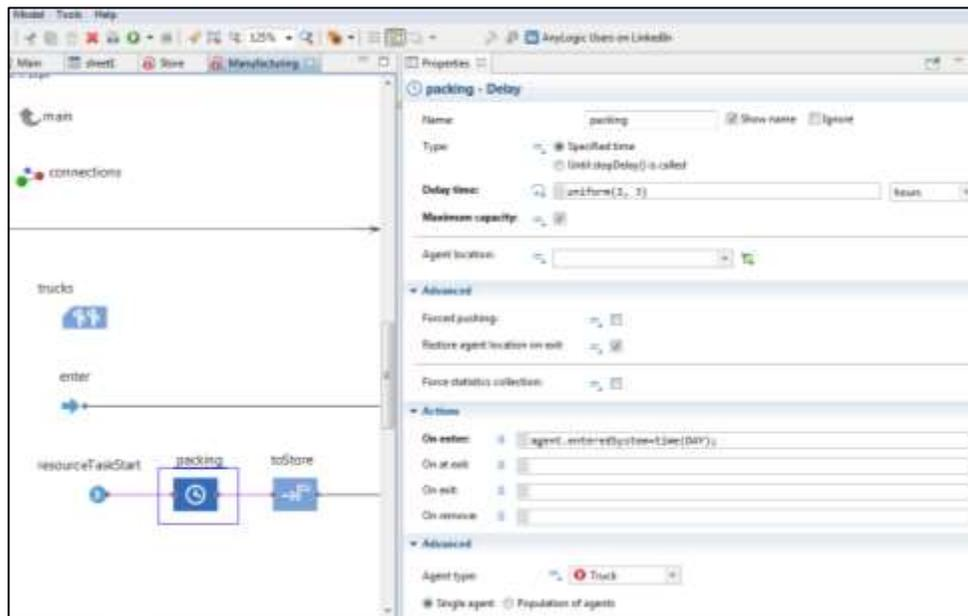 Model Tools Help
125% AnyLogic Users on LinkedIn
Main sheet1 Store Manufacturing
Properties
main
connections
trucks
enter
resourceTaskStart
packing
toStore
packing - Delay
Name: packing Show name Ignore
Type: Specified time
Until stopDelay() is called
Delay time: uniform(2, 3) hours
Maximum capacity:
Agent location:
Advanced
Forced pushing:
Restore agent location on exit:
Force statistics collection:
Actions
On enter: agent.enteredSystem=time(DAY);
On at exit:
On exit:
On remove:
Advanced
Agent type: Truck
Single agent Population of agents